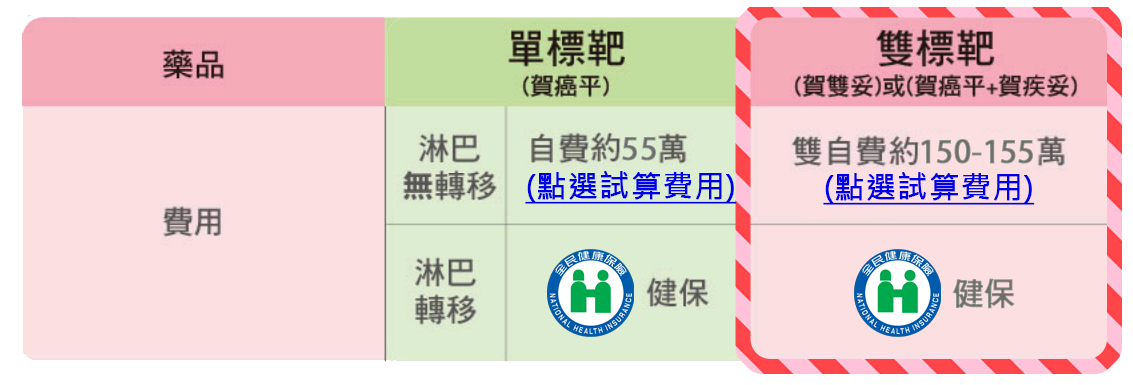 藥品
單標靶
(賀癌平)
雙標靶
(賀雙妥)或(賀癌平+賀疾妥)
費用
淋巴
無轉移
自費約55萬
(點選試算費用)
雙自費約150-155萬
(點選試算費用)
淋巴
轉移
全民健康保險
NATIONAL HEALTH INSURANCE
健保
全民健康保險
NATIONAL HEALTH INSURANCE
健保